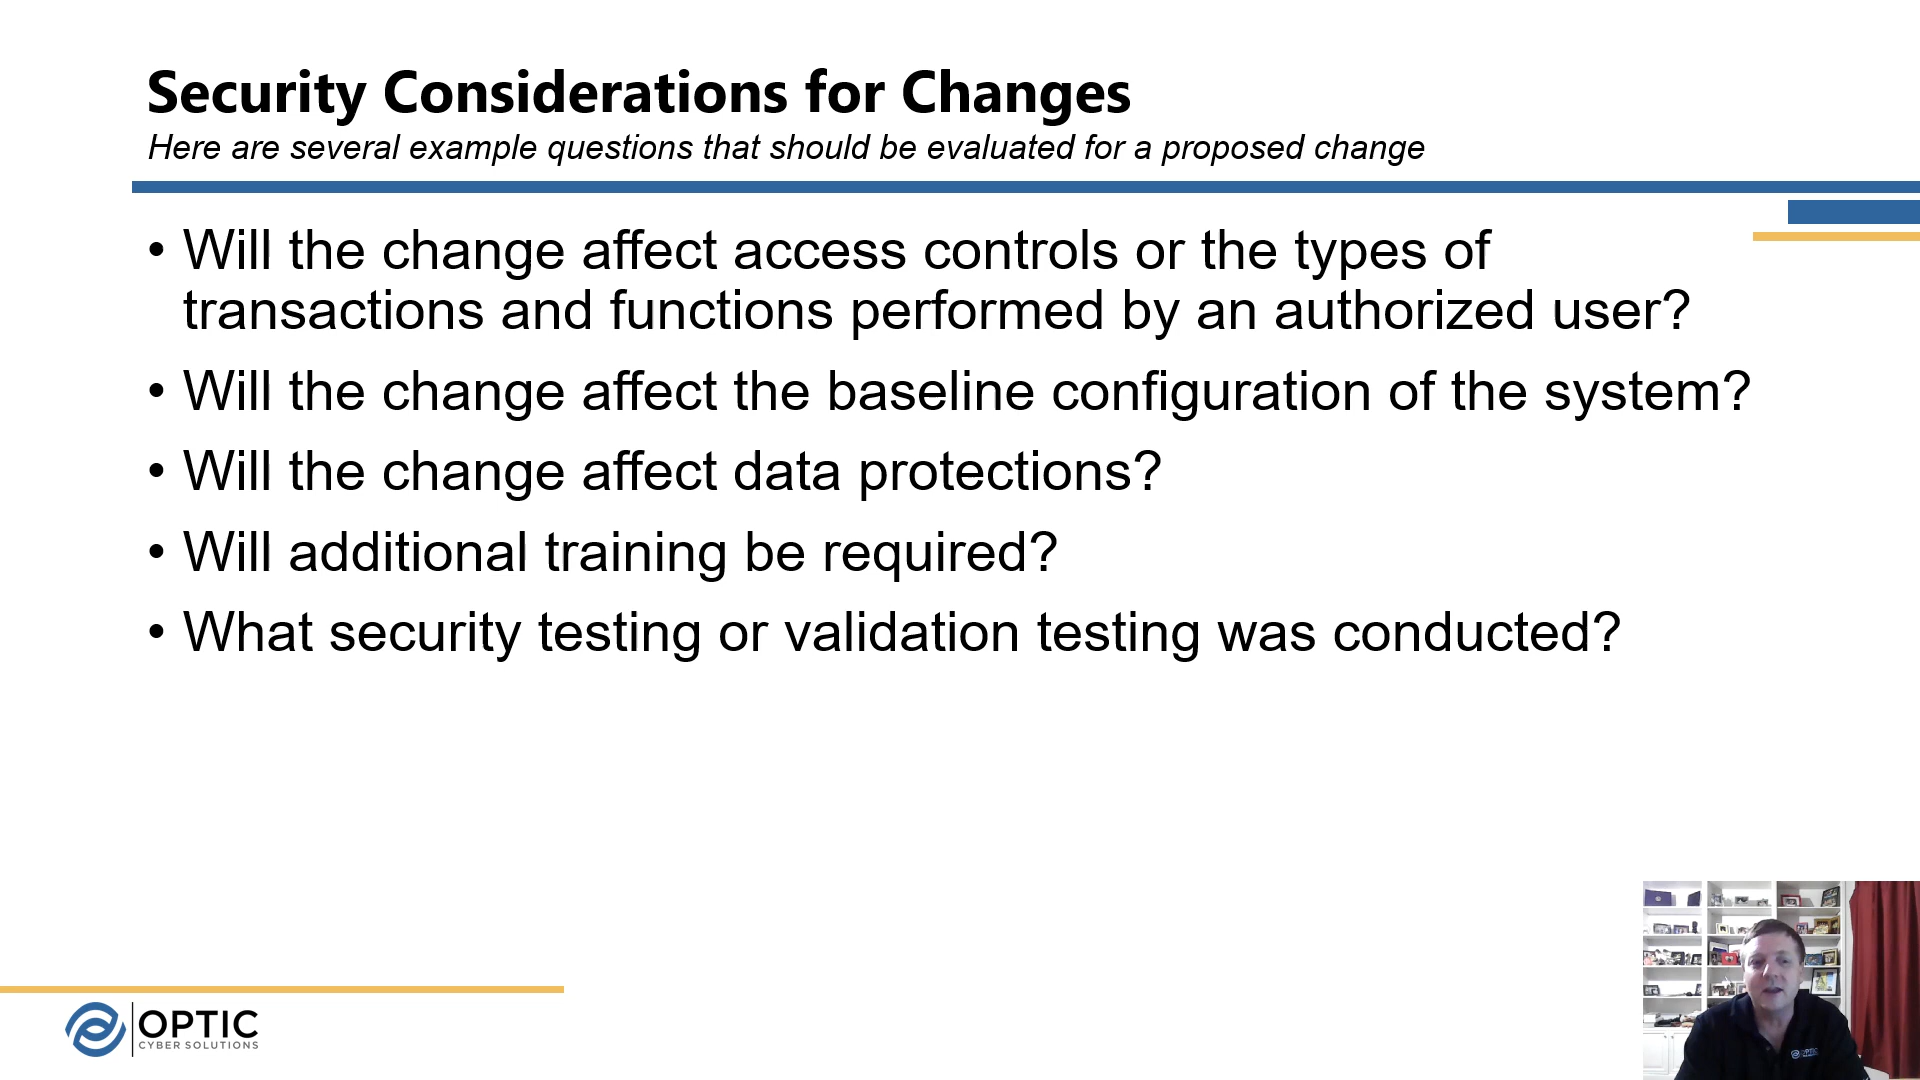 Security Considerations for Changes
Here are several example questions that should be evaluated for a proposed change
• Will the change affect access controls or the types of
transactions and functions performed by an authorized user?
• Will the change affect the baseline configuration of the system?
• Will the change affect data protections?
• Will additional training be required?
• What security testing or validation testing was conducted?
OPTIC
CYBER SOLUTIONS
OPTIC